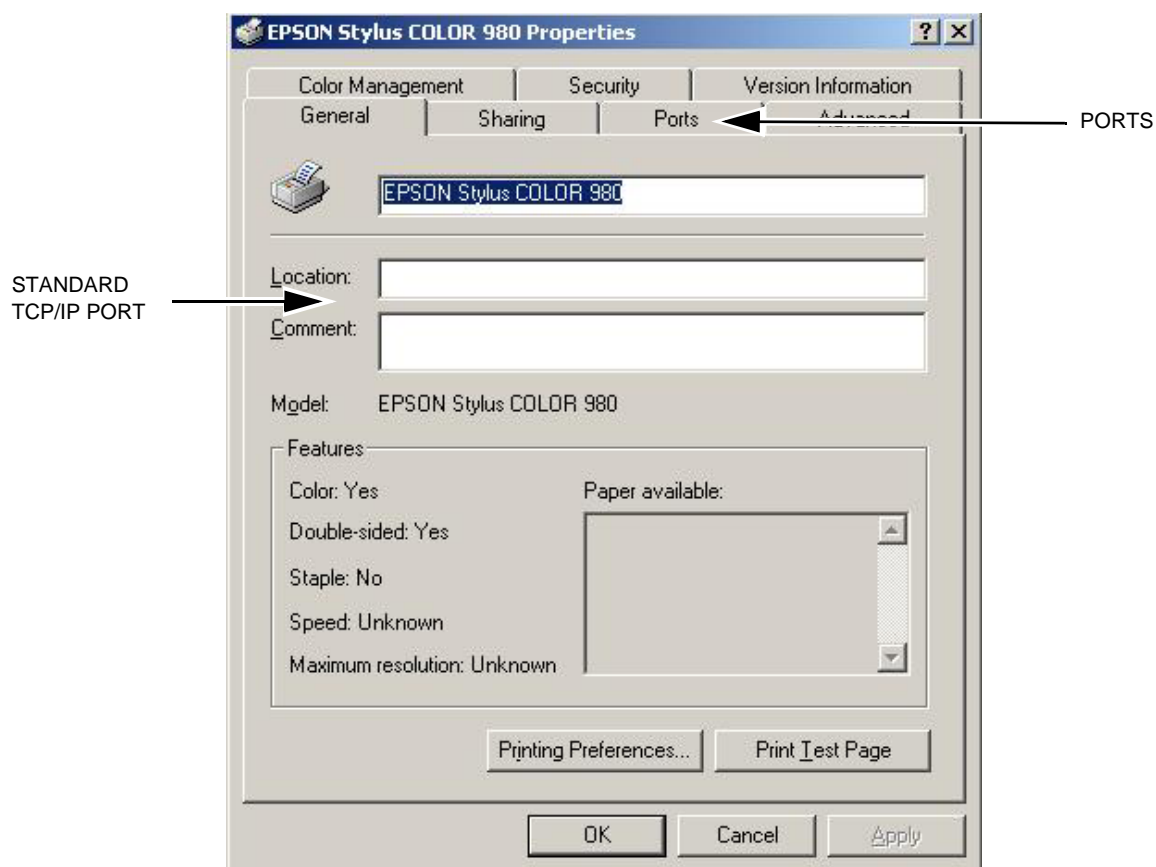 EPSON Stylus COLOR 980 Properties
Color Management Security Version Information
General Sharing Ports Advanced
PORTS
EPSON Stylus COLOR 980
STANDARD
TCP/IP PORT
Location:
Comment:
Model: EPSON Stylus COLOR 980
Features
Color: Yes
Paper available:
Double-sided: Yes
Staple: No
Speed: Unknown
Maximum resolution: Unknown
Printing Preferences... Print Test Page
OK Cancel Apply